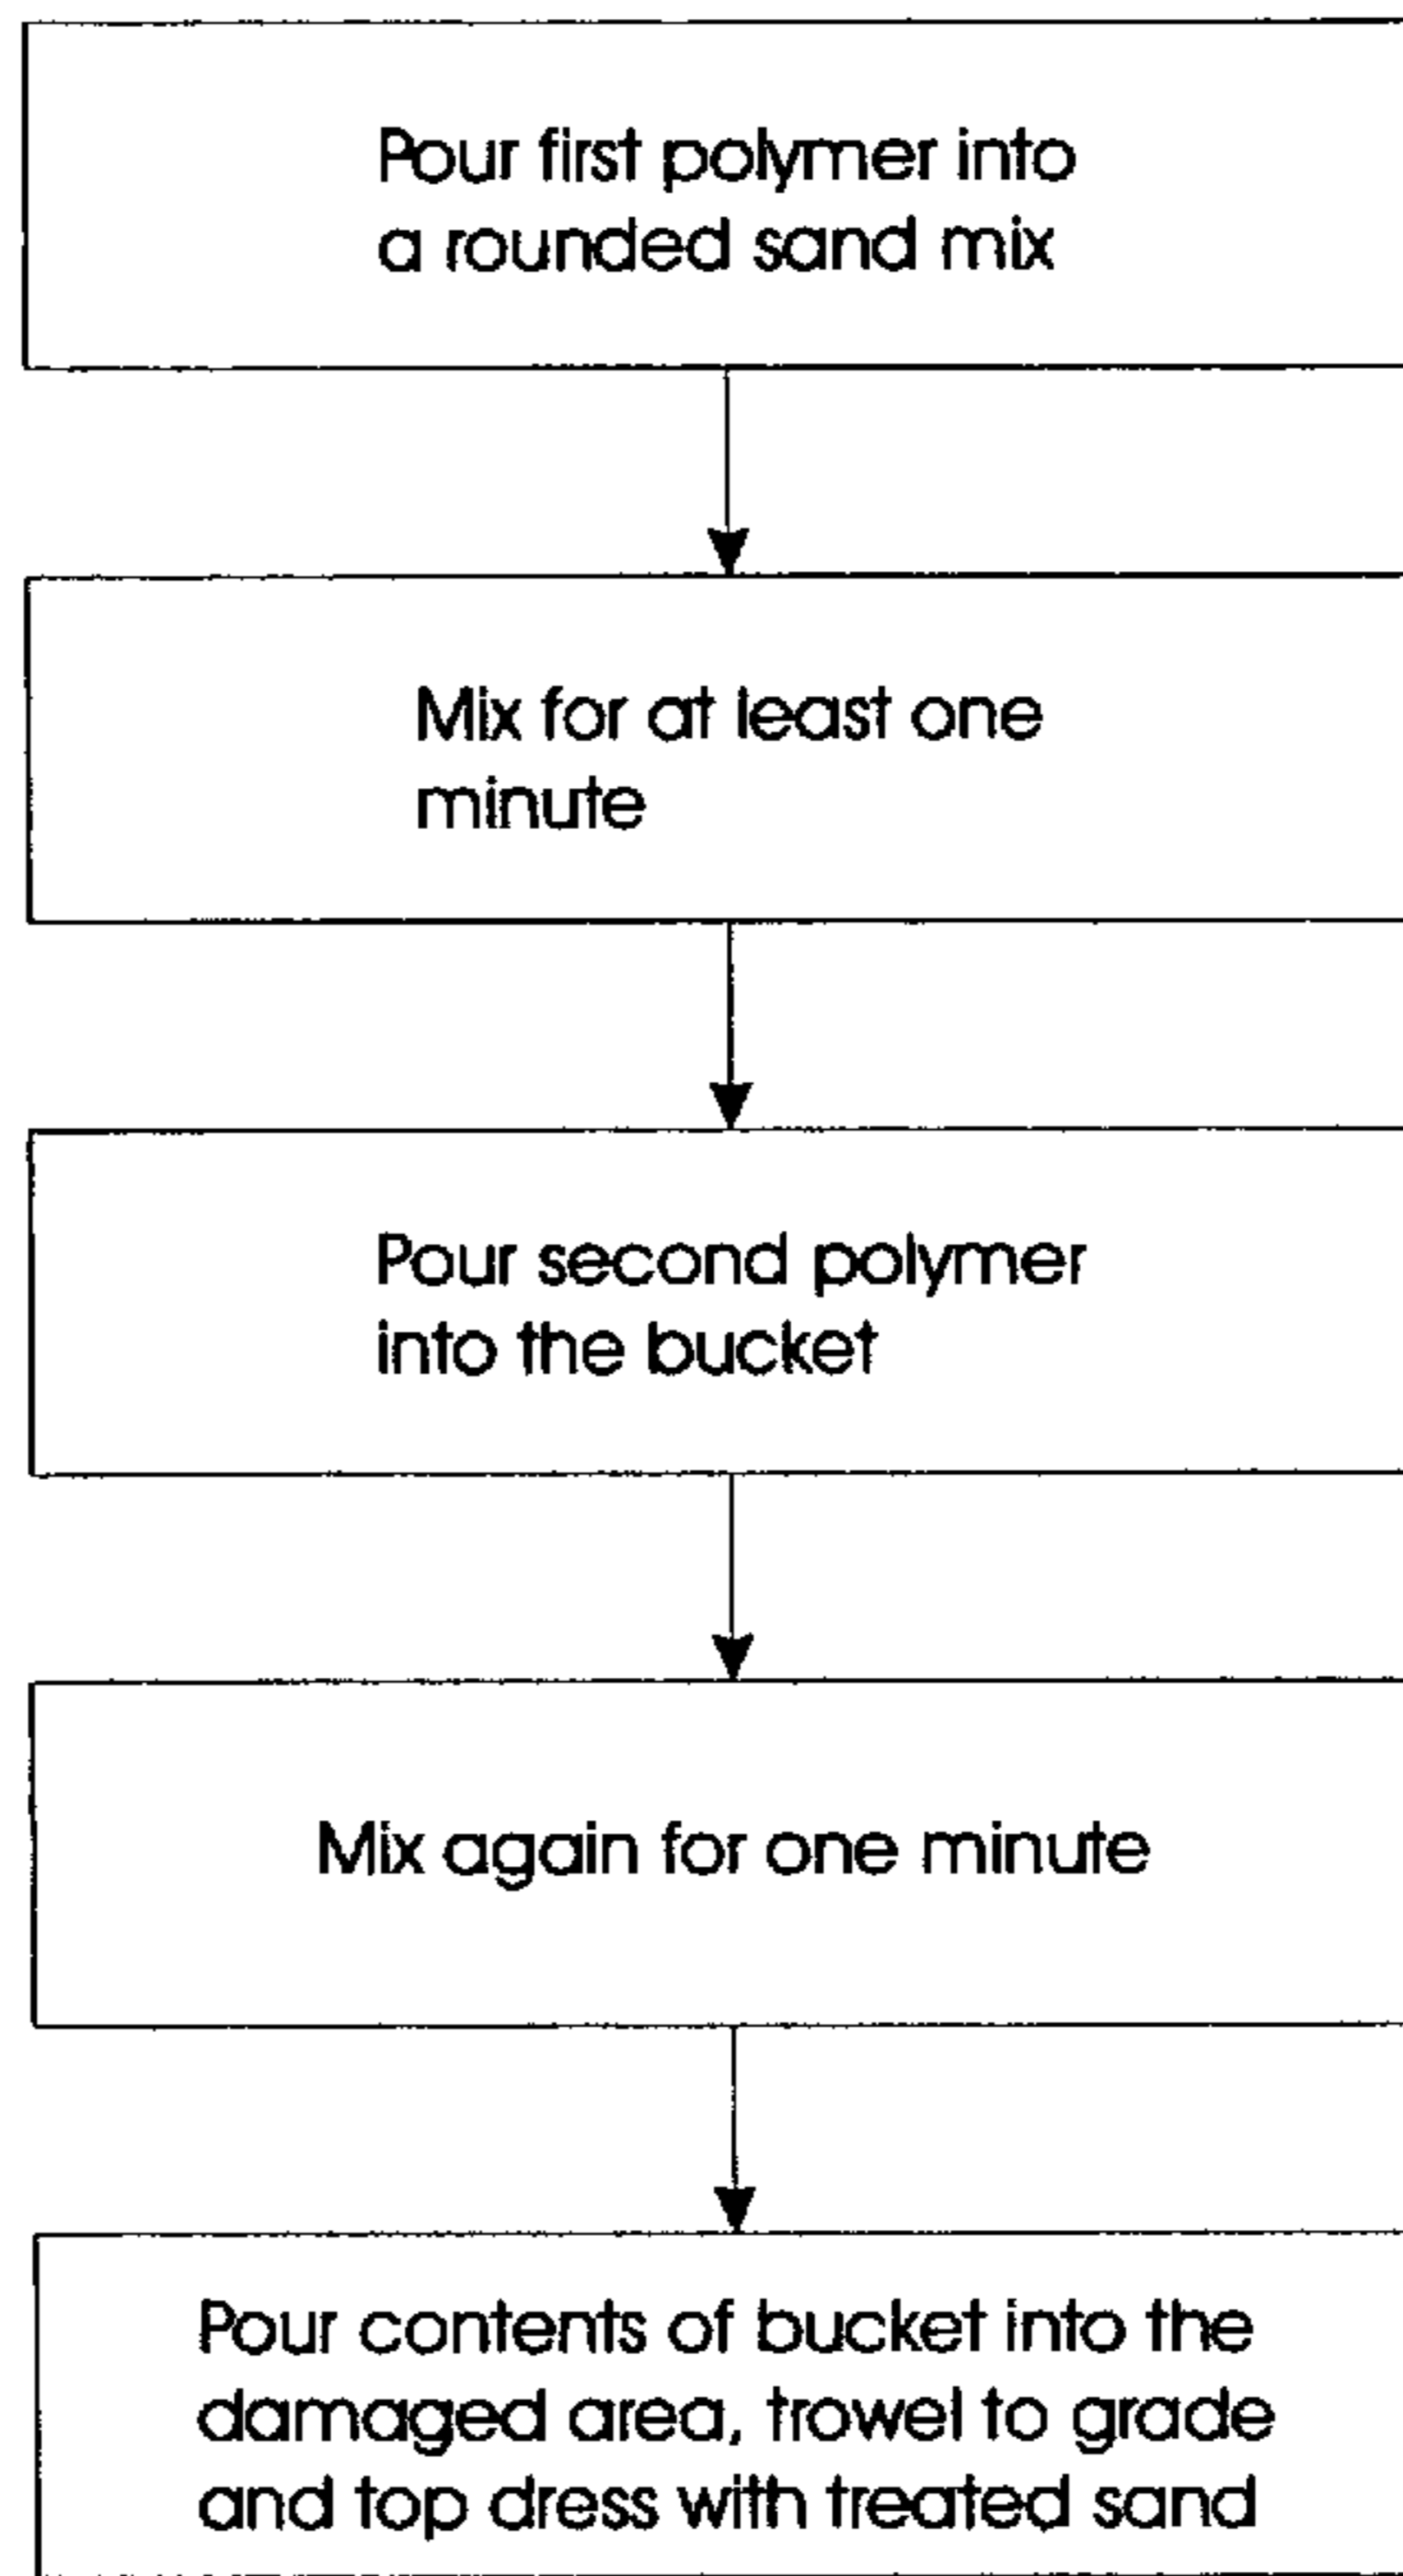 Pour first polymer into
a rounded sand mix
Mix for at least one
minute
Pour second polymer
into the bucket
Mix again for one minute
Pour contents of bucket into the
damaged area, trowel to grade
and top dress with treated sand